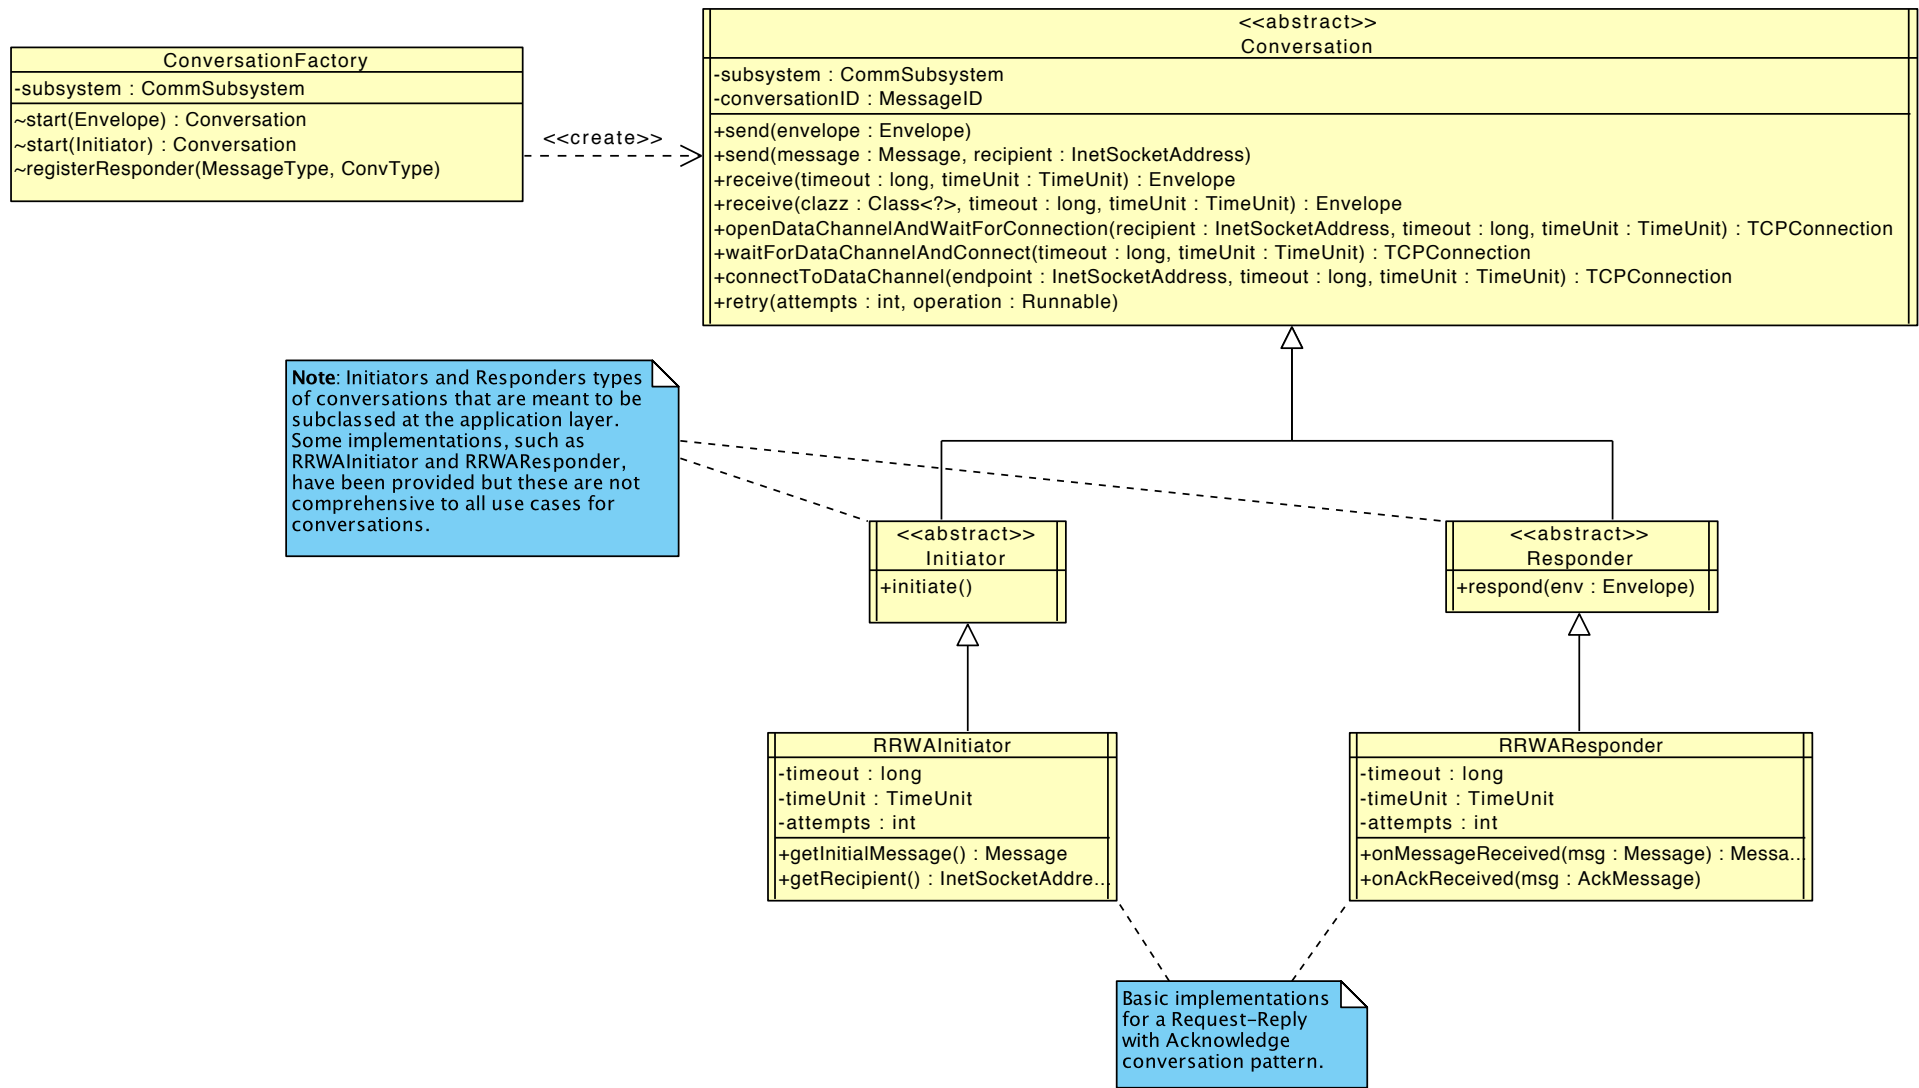 ConversationFactory
-subsystem : CommSubsystem
~start(Envelope) : Conversation
~start(Initiator) : Conversation
~registerResponder(MessageType, ConvType)
<<create>>
<<abstract>>
Conversation
-subsystem : CommSubsystem
-conversationID : MessageID
+send(envelope : Envelope)
+send(message : Message, recipient : InetSocketAddress)
+receive(timeout : long, timeUnit : TimeUnit) : Envelope
+receive(clazz : Class<?>, timeout : long, timeUnit : TimeUnit) : Envelope
+openDataChannelAndWaitForConnection(recipient : InetSocketAddress, timeout : long, timeUnit : TimeUnit) : TCPConnection
+waitForDataChannelAndConnect(timeout : long, timeUnit : TimeUnit) : TCPConnection
+connectToDataChannel(endpoint : InetSocketAddress, timeout : long, timeUnit : TimeUnit) : TCPConnection
+retry(attempts : int, operation : Runnable)
Note: Initiators and Responders types
of conversations that are meant to be
subclassed at the application layer.
Some implementations, such as
RRWAInitiator and RRWAResponder,
have been provided but these are not
comprehensive to all use cases for
conversations.
<<abstract>>
Initiator
+initiate()
<<abstract>>
Responder
+respond(env : Envelope)
RRWAInitiator
-timeout : long
-timeUnit : TimeUnit
-attempts : int
+getInitialMessage() : Message
+getRecipient() : InetSocketAddre...
RRWAResponder
-timeout : long
-timeUnit : TimeUnit
-attempts : int
+onMessageReceived(msg : Message) : Messa...
+onAckReceived(msg : AckMessage)
Basic implementations
for a Request-Reply
with Acknowledge
conversation pattern.